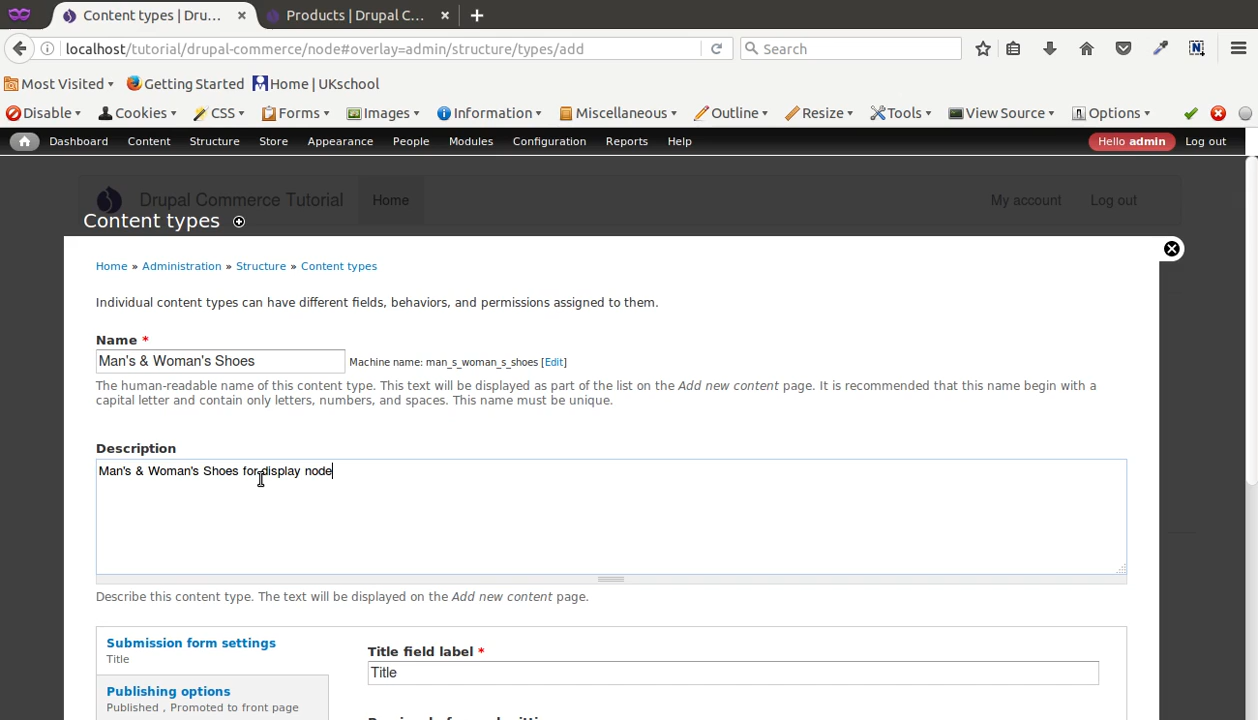 Content types | Dru... Products | Drupal C...
localhost/tutorial/drupal-commerce/node#overlay=admin/structure/types/add Search
Most Visited Getting Started Home | UKschool
Disable Cookies CSS Forms Images Information Miscellaneous Outline Resize Tools View Source Options
Dashboard Content Structure Store Appearance People Modules Configuration Reports Help Hello admin Log out
Drupal Commerce Tutorial Home My account Log out
Content types
Home » Administration » Structure » Content types
Individual content types can have different fields, behaviors, and permissions assigned to them.
Name *
Man's & Woman's Shoes Machine name: man_s_woman_s_shoes [Edit]
The human-readable name of this content type. This text will be displayed as part of the list on the Add new content page. It is recommended that this name begin with a
capital letter and contain only letters, numbers, and spaces. This name must be unique.
Description
Man's & Woman's Shoes for display node
Describe this content type. The text will be displayed on the Add new content page.
Submission form settings
Title
Title field label *
Title
Publishing options
Published , Promoted to front page